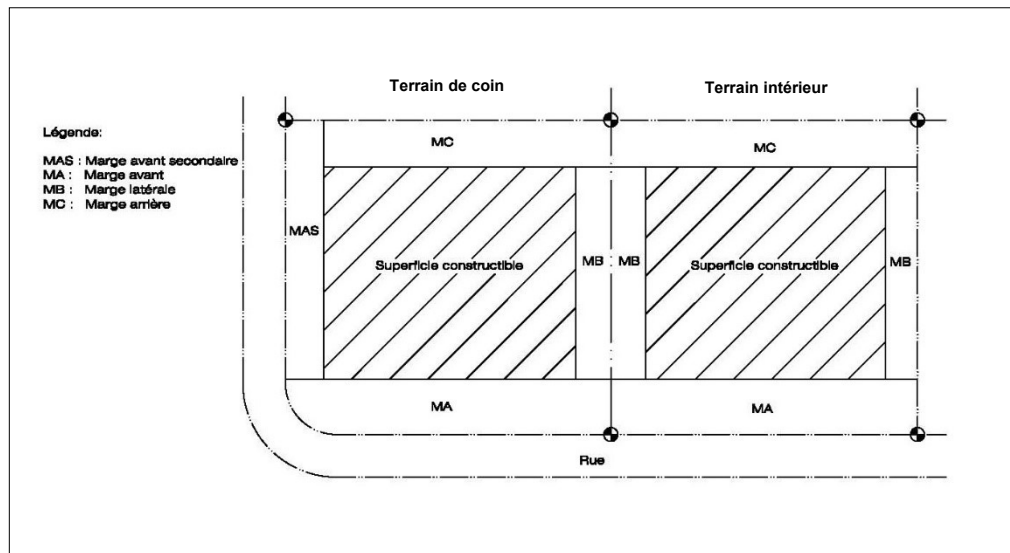 Terrain de coin
Terrain intérieur
Légende:
MAS : Marge avant secondaire
MA : Marge avant
MB : Marge latérale
MC : Marge arrière
MC
MC
MAS
Superficie constructible
MB
MB
Superficie constructible
MB
MA
MA
Rue